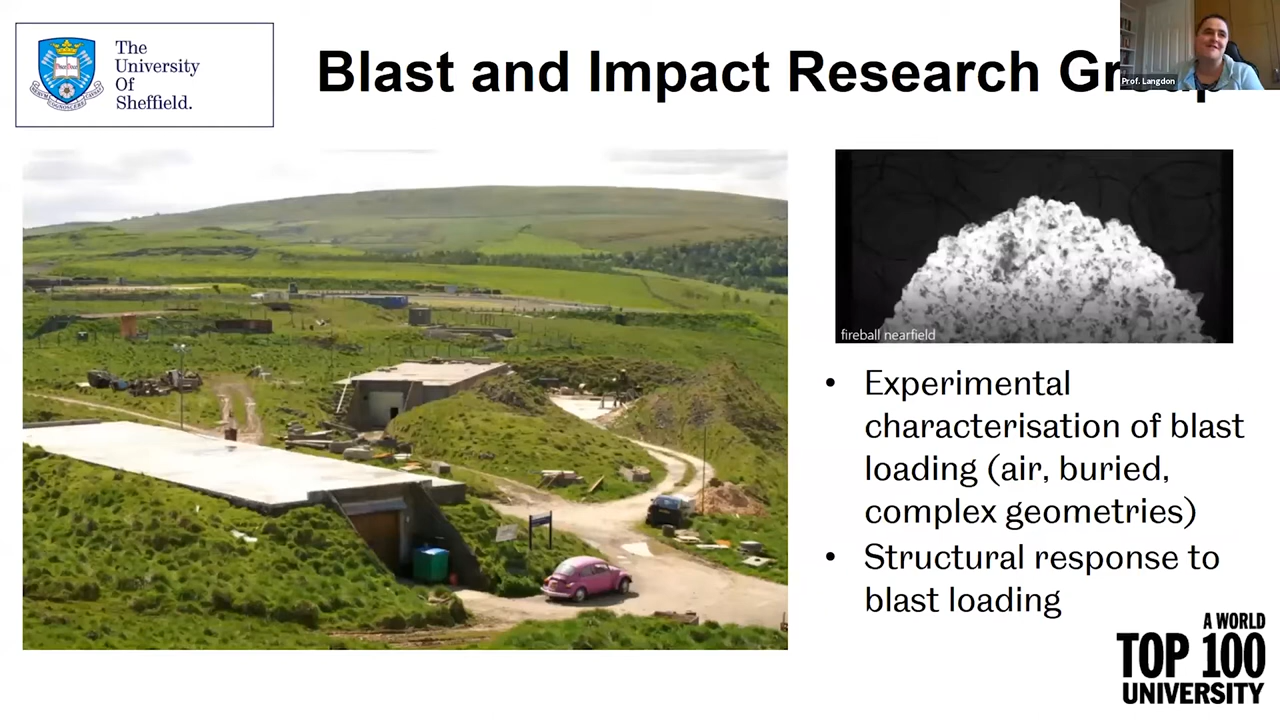 The
University
Of
Sheffield.
Blast and Impact Research
Prof. Langdon
fireball nearfield
• Experimental
characterisation of blast
loading (air, buried,
complex geometries)
• Structural response to
blast loading
A WORLD
TOP 100
UNIVERSITY